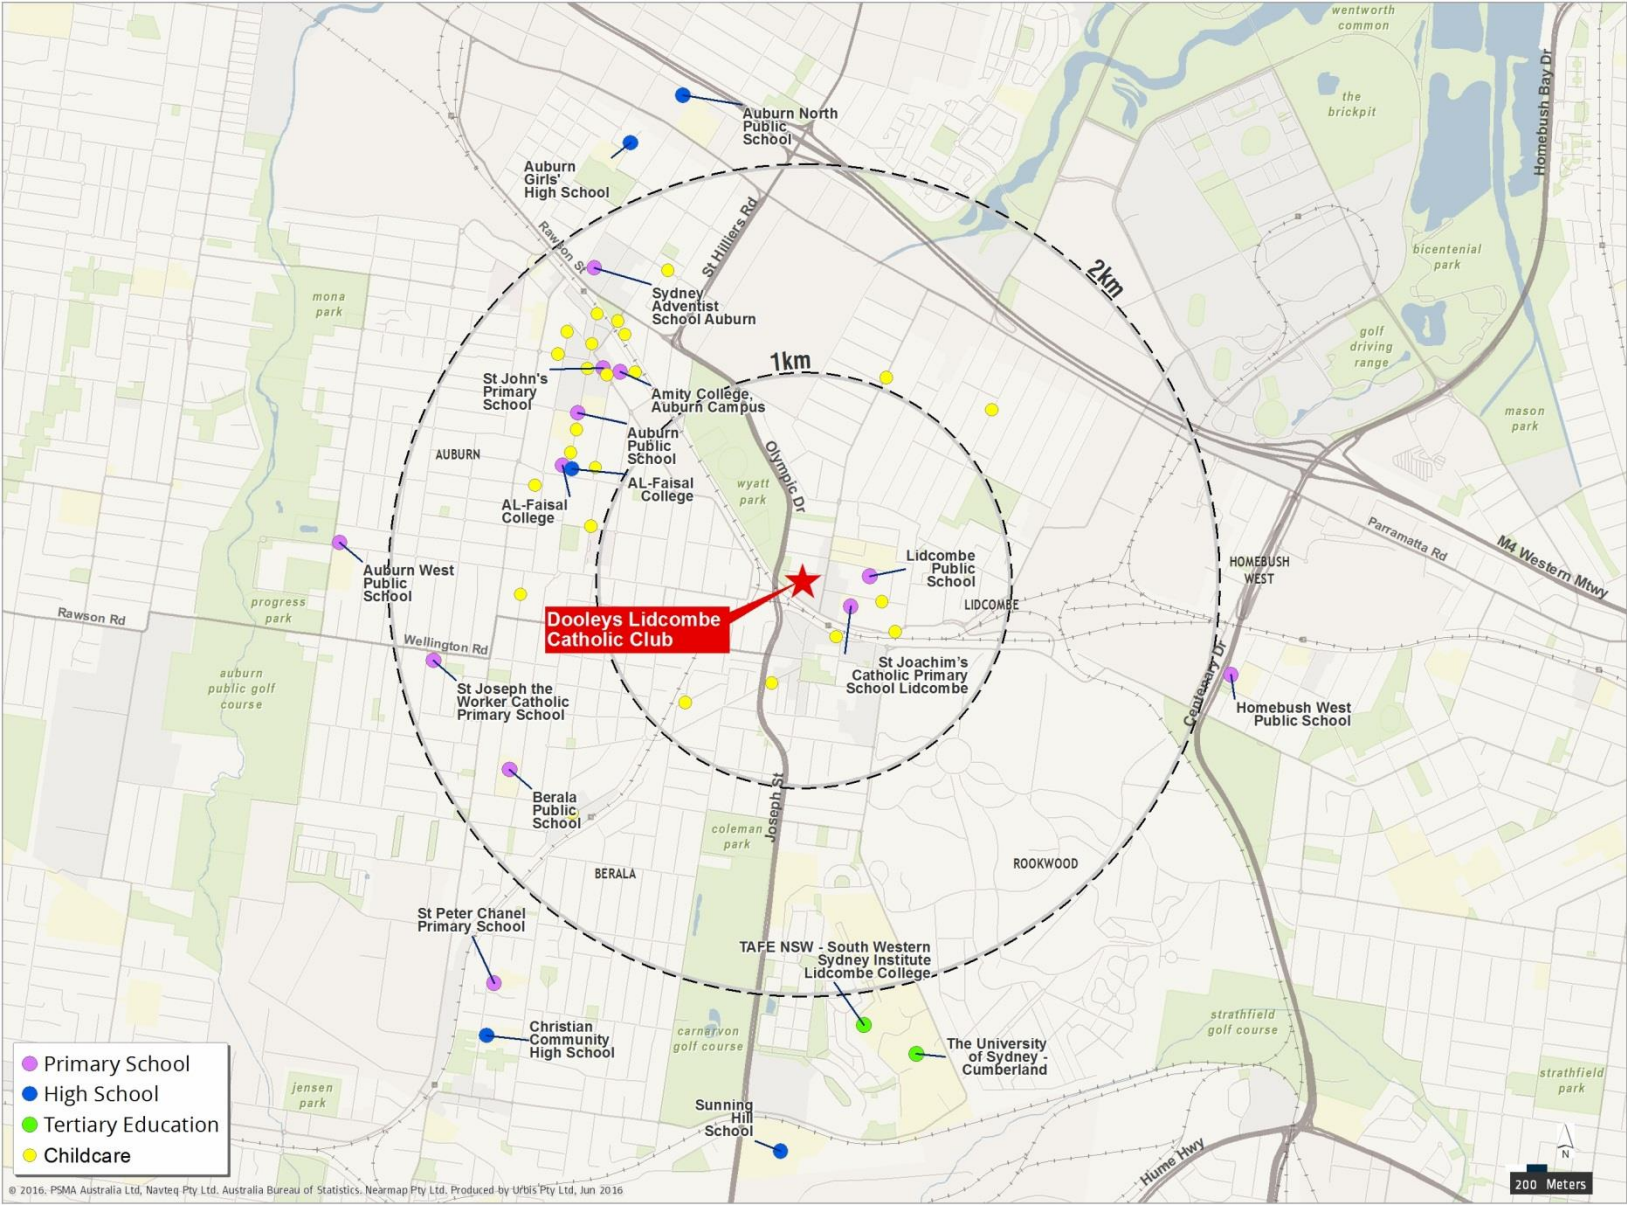 wentworth
common
Homebush Bay Dr
the
brickpit
Auburn North
Public
School
Auburn
Girls'
High School
St Hilliers Rd
Rawson St
bicentenial
park
2km
mona
park
Sydney
Adventist
School Auburn
golf
driving
range
1km
St John's
Primary
School
Amity College,
Auburn Campus
mason
park
Auburn
Public
School
AUBURN
Olympic Dr
wyatt
park
AL-Faisal
College
AL-Faisal
College
Parramatta Rd
M4 Western Mtwy
Lidcombe
Public
School
HOMEBUSH
WEST
Auburn West
Public
School
progress
park
LIDCOMBE
Rawson Rd
Dooleys Lidcombe
Catholic Club
Wellington Rd
St Joachim's
Catholic Primary
School Lidcombe
auburn
public golf
course
St Joseph the
Worker Catholic
Primary School
Centenary Dr
Homebush West
Public School
Berala
Public
School
Joseph St
coleman
park
ROOKWOOD
BERALA
St Peter Chanel
Primary School
TAFE NSW - South Western
Sydney Institute
Lidcombe College
strathfield
golf course
Christian
Community
High School
carnarvon
golf course
The University
of Sydney -
Cumberland
strathfield
park
jensen
park
Sunning
Hill
School
Hume Hwy
Primary School
High School
Tertiary Education
Childcare
N
200 Meters
© 2016. PSMA Australia Ltd, Navteq Pty Ltd. Australia Bureau of Statistics. Nearmap Pty Ltd. Produced by Urbis Pty Ltd, Jun 2016